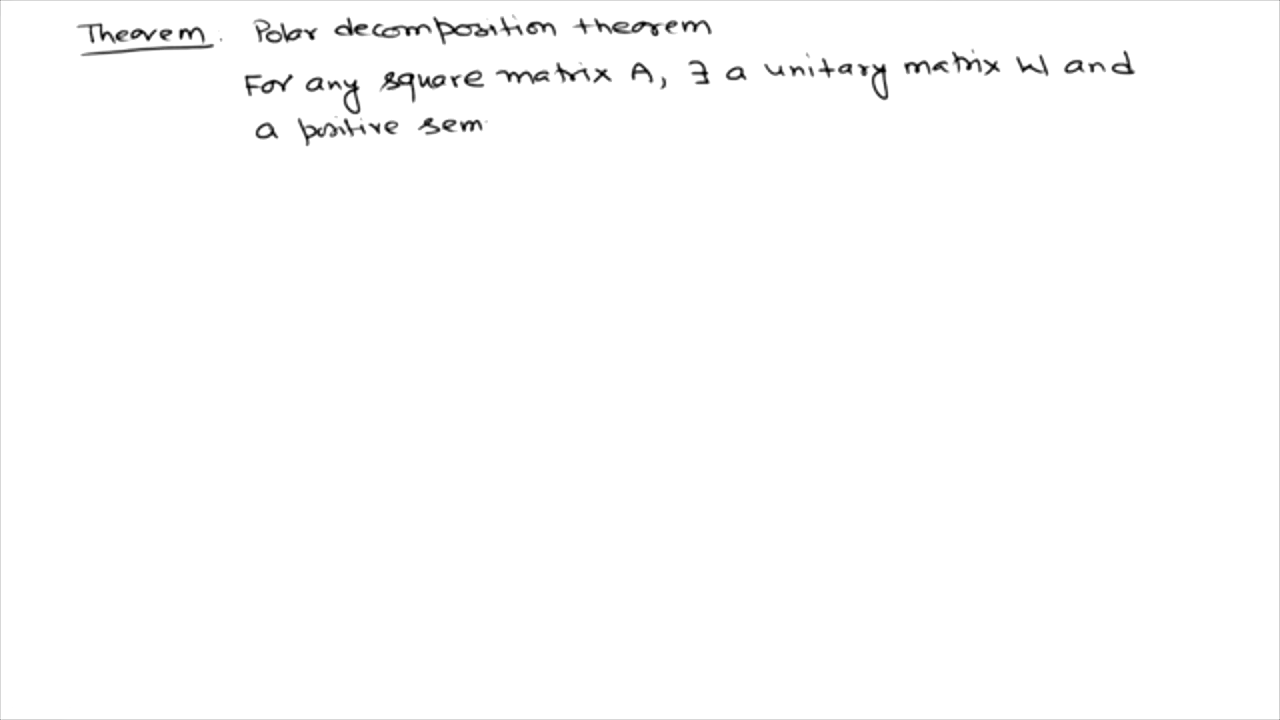 Theorem. Polar decomposition theorem
For any square matrix A, ∃ a unitary matrix W and
a positive sem